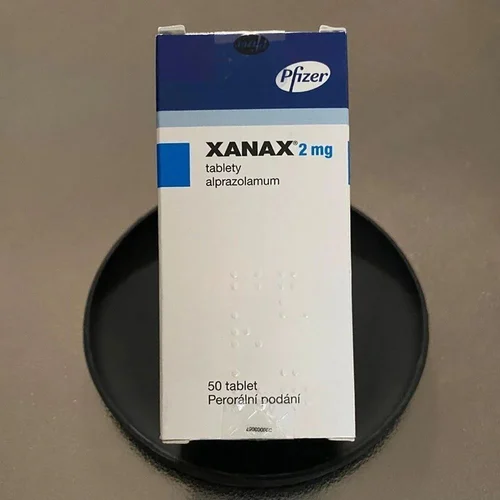 Pfizer
XANAX® 2 mg
tablety
alprazolamum
50 tablet
Perorální podání